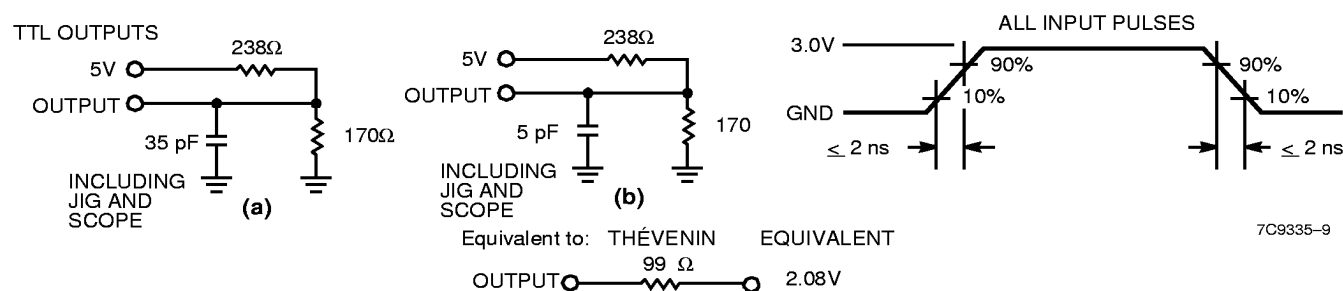 TTL OUTPUTS
238Ω
5V
OUTPUT
35 pF
170Ω
INCLUDING
JIG AND
SCOPE
(a)
238Ω
5V
OUTPUT
5 pF
170
INCLUDING
JIG AND
SCOPE
(b)
Equivalent to: THÉVENIN EQUIVALENT
99 Ω
OUTPUT
2.08V
ALL INPUT PULSES
3.0V
90%
90%
10%
10%
GND
≤ 2 ns
≤ 2 ns
7C9335–9